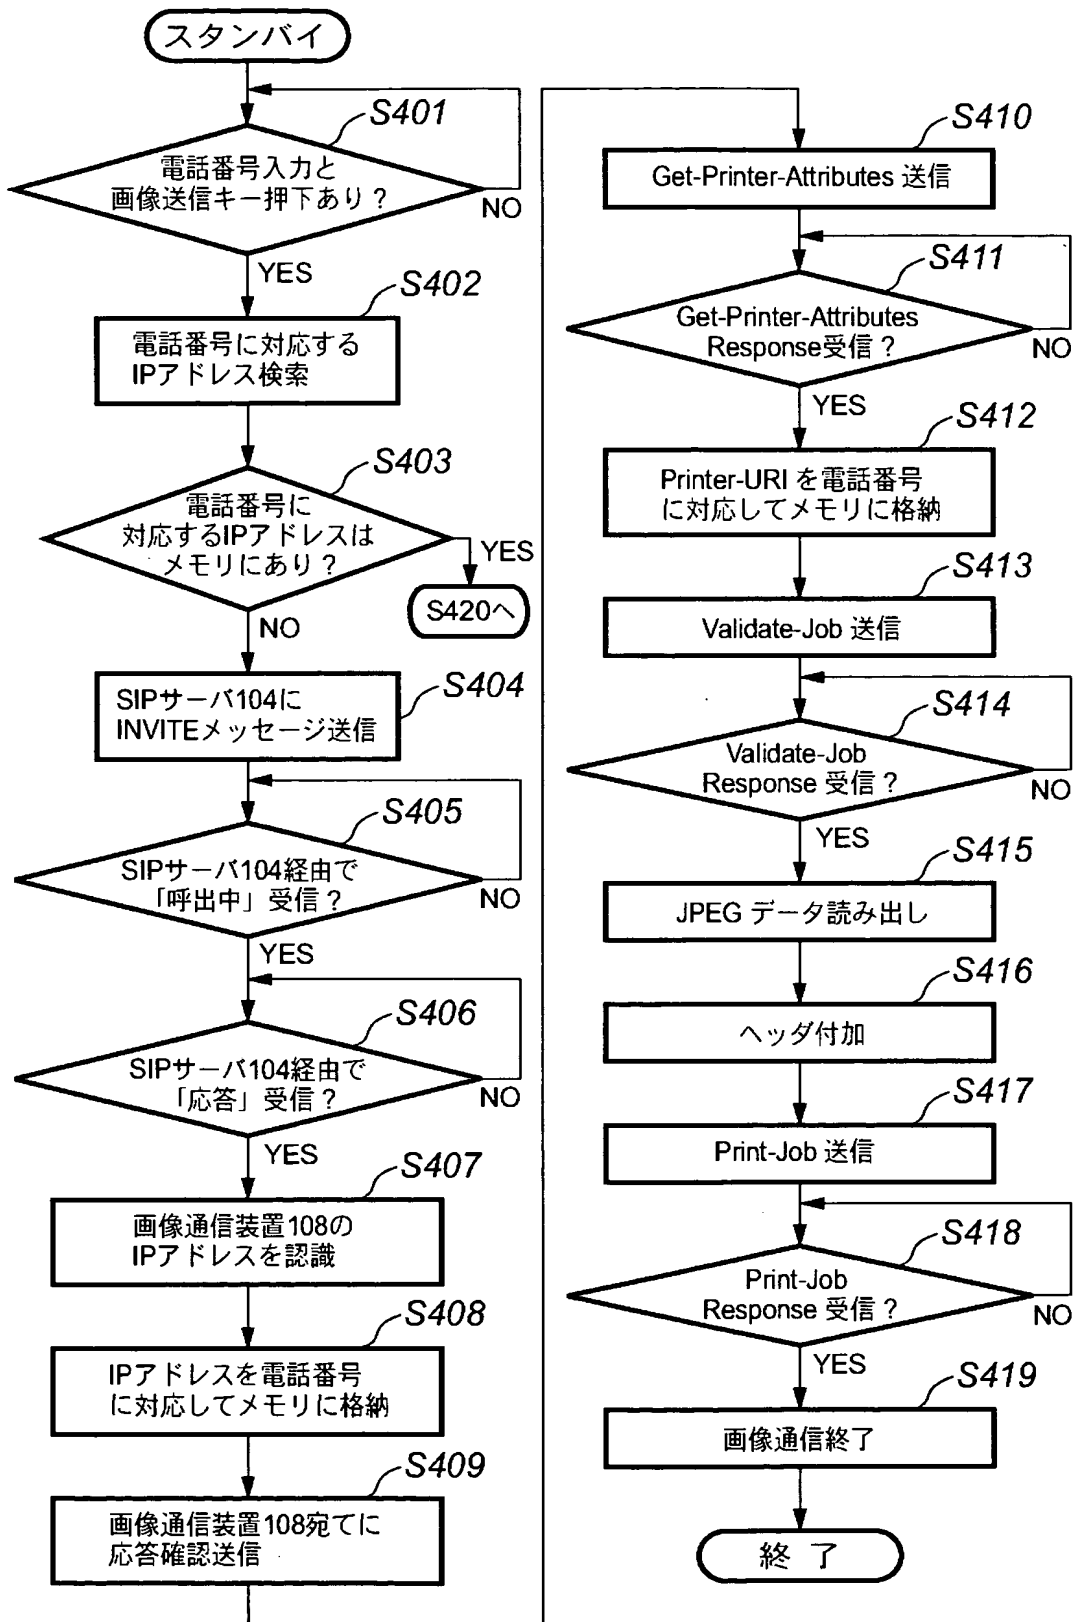 スタンバイ
S401
電話番号入力と
画像送信キー押下あり？
NO
YES
S402
電話番号に対応する
IPアドレス検索
S403
電話番号に
対応するIPアドレスは
メモリにあり？
YES
S420へ
NO
S404
SIPサーバ104に
INVITEメッセージ送信
S405
SIPサーバ104経由で
「呼出中」受信？
NO
YES
S406
SIPサーバ104経由で
「応答」受信？
NO
YES
S407
画像通信装置108の
IPアドレスを認識
S408
IPアドレスを電話番号
に対応してメモリに格納
S409
画像通信装置108宛てに
応答確認送信
S410
Get-Printer-Attributes 送信
S411
Get-Printer-Attributes
Response受信？
NO
YES
S412
Printer-URI を電話番号
に対応してメモリに格納
S413
Validate-Job 送信
S414
Validate-Job
Response 受信？
NO
YES
S415
JPEG データ読み出し
S416
ヘッダ付加
S417
Print-Job 送信
S418
Print-Job
Response 受信？
NO
YES
S419
画像通信終了
終 了